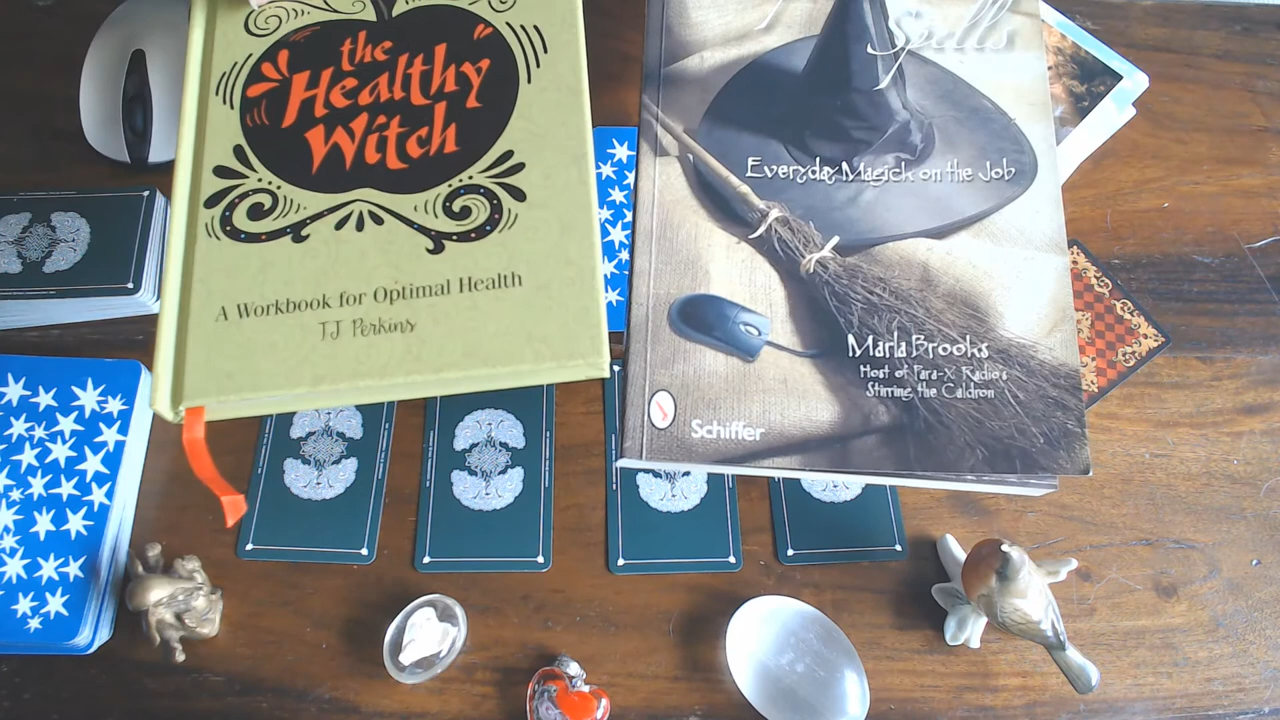 the
Healthy
Witch
A Workbook for Optimal Health
JJ Perkins
Spells
Everyday Magick on the Job
Marla Brooks
Host of Para-X Radio's
Stirring the Caldron
Schiffer